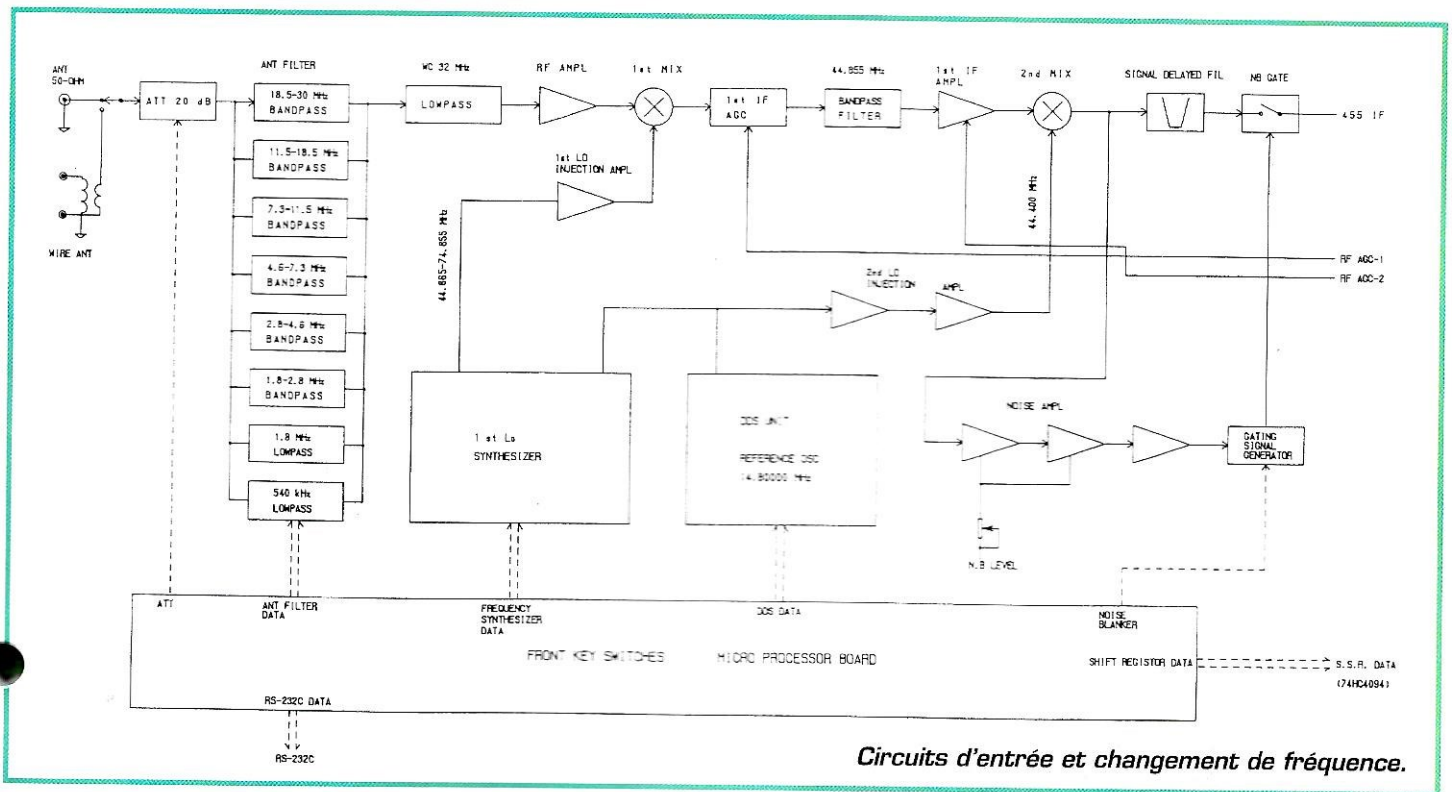 ANT
50-OHM
ATT 20 dB
ANT FILTER
18.5-30 MHz
BANDPASS
11.5-18.5 MHz
BANDPASS
7.3-11.5 MHz
BANDPASS
4.6-7.3 MHz
BANDPASS
2.8-4.6 MHz
BANDPASS
1.8-2.8 MHz
BANDPASS
1.8 MHz
LOWPASS
540 kHz
LOWPASS
WIRE ANT
WC 32 MHz
LOWPASS
RF AMPL
1st MIX
1st LO
INJECTION AMPL
44.865-74.855 MHz
1st IF
AGC
44.855 MHz
BANDPASS
FILTER
1st IF
AMPL
2nd MIX
44.400 MHz
SIGNAL DELAYED FIL
NB GATE
455 IF
RF AGC-1
RF AGC-2
2nd LO
INJECTION
AMPL
1 st Lo
SYNTHESIZER
DDS UNIT
REFERENCE OSC
14.80000 MHz
NOISE AMPL
N.B LEVEL
GATING
SIGNAL
GENERATOR
ATT
ANT FILTER
DATA
FREQUENCY
SYNTHESIZER
DATA
DDS DATA
NOISE
BLANKER
FRONT KEY SWITCHES
MICRO PROCESSOR BOARD
SHIFT REGISTOR DATA
S.S.R. DATA
(74HC4094)
RS-232C DATA
RS-232C
Circuits d'entrée et changement de fréquence.